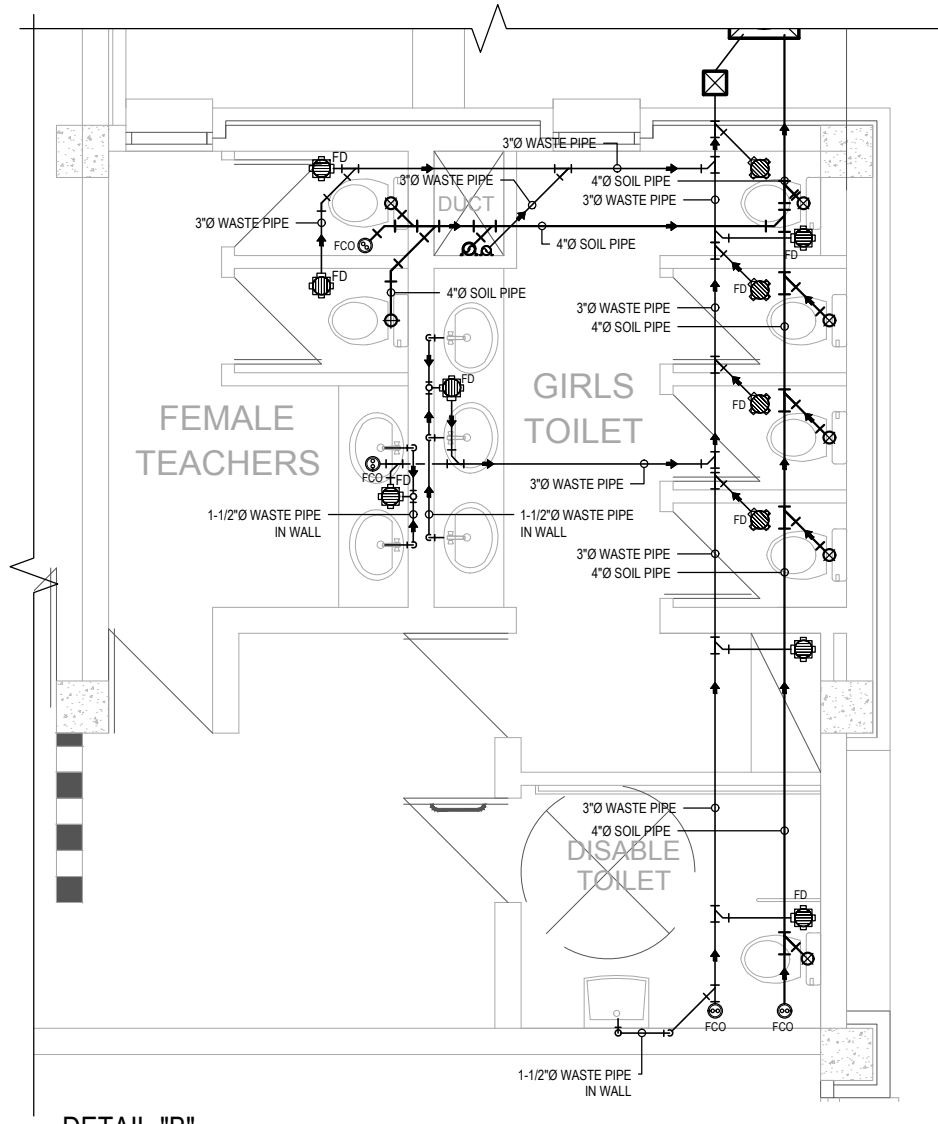 FD
3"Ø WASTE PIPE
4"Ø SOIL PIPE
3"Ø WASTE PIPE
3"Ø WASTE PIPE
DUCT
3"Ø WASTE PIPE
FCO
4"Ø SOIL PIPE
FD
FD
4"Ø SOIL PIPE
FD
3"Ø WASTE PIPE
4"Ø SOIL PIPE
FD
GIRLS
TOILET
FEMALE
TEACHERS
FD
FCO
FD
3"Ø WASTE PIPE
1-1/2"Ø WASTE PIPE
IN WALL
1-1/2"Ø WASTE PIPE
IN WALL
FD
3"Ø WASTE PIPE
4"Ø SOIL PIPE
3"Ø WASTE PIPE
4"Ø SOIL PIPE
DISABLE
TOILET
FD
FCO
FCO
1-1/2"Ø WASTE PIPE
IN WALL
DETAIL "B"